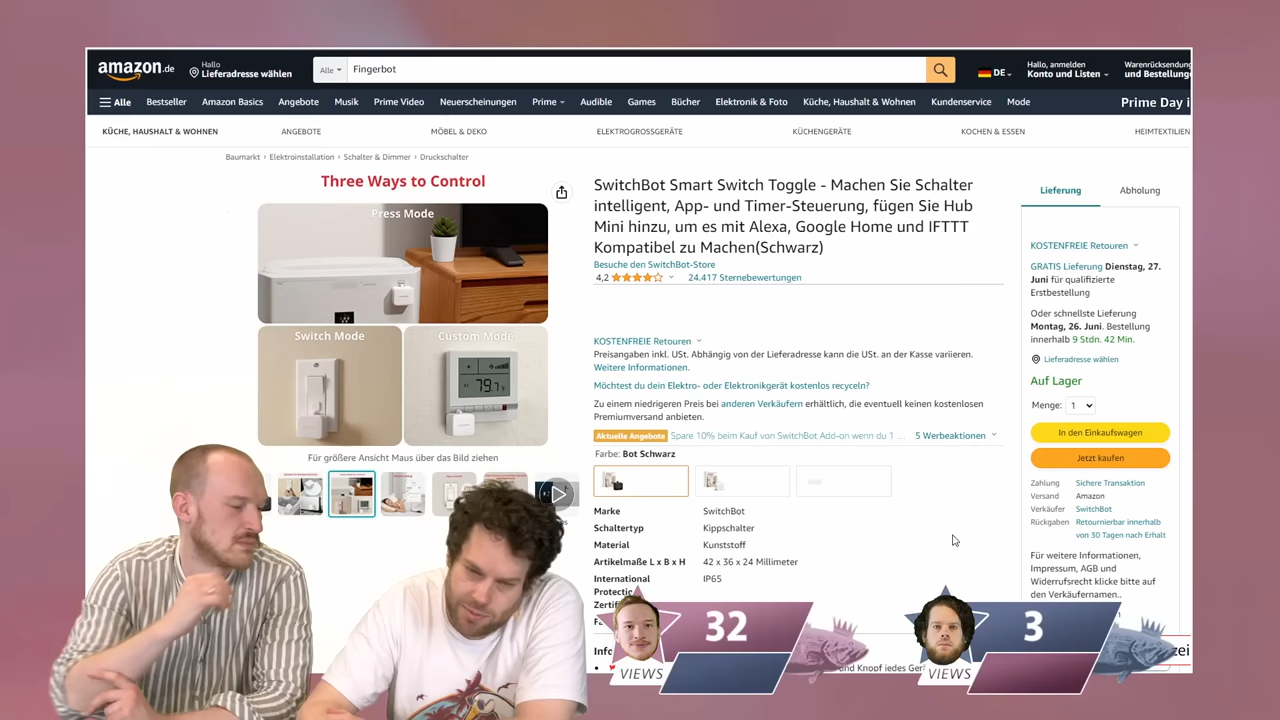 amazon.de
Hallo
Lieferadresse wählen
Alle
Fingerbot
DE
Hallo, anmelden
Konto und Listen
Warenrücksendung
und Bestellunge
Alle
Bestseller
Amazon Basics
Angebote
Musik
Prime Video
Neuerscheinungen
Prime
Audible
Games
Bücher
Elektronik & Foto
Küche, Haushalt & Wohnen
Kundenservice
Mode
Prime Day i
KÜCHE, HAUSHALT & WOHNEN
ANGEBOTE
MÖBEL & DEKO
ELEKTROGROSSGERÄTE
KÜCHENGERÄTE
KOCHEN & ESSEN
HEIMTEXTILIEN
Baumarkt › Elektroinstallation › Schalter & Dimmer › Druckschalter
Three Ways to Control
Press Mode
Switch Mode
Custom Mode
79.7
Für größere Ansicht Maus über das Bild ziehen
SwitchBot Smart Switch Toggle - Machen Sie Schalter
intelligent, App- und Timer-Steuerung, fügen Sie Hub
Mini hinzu, um es mit Alexa, Google Home und IFTTT
Kompatibel zu Machen(Schwarz)
Besuche den SwitchBot-Store
4,2
24.417 Sternebewertungen
KOSTENFREIE Retouren
Preisangaben inkl. USt. Abhängig von der Lieferadresse kann die USt. an der Kasse variieren.
Weitere Informationen.
Möchtest du dein Elektro- oder Elektronikgerät kostenlos recyceln?
Zu einem niedrigeren Preis bei anderen Verkäufern erhältlich, die eventuell keinen kostenlosen
Premiumversand anbieten.
Aktuelle Angebote Spare 10% beim Kauf von SwitchBot Add-on wenn du 1 ... 5 Werbeaktionen
Farbe: Bot Schwarz
Marke SwitchBot
Schaltertyp Kippschalter
Material Kunststoff
Artikelmaße L x B x H 42 x 36 x 24 Millimeter
International IP65
Protectio
Zertifi
Info
und Knopf jedes Ger
Lieferung
Abholung
KOSTENFREIE Retouren
GRATIS Lieferung Dienstag, 27.
Juni für qualifizierte
Erstbestellung
Oder schnellste Lieferung
Montag, 26. Juni. Bestellung
innerhalb 9 Stdn. 42 Min.
Lieferadresse wählen
Auf Lager
Menge: 1
In den Einkaufswagen
Jetzt kaufen
Zahlung Sichere Transaktion
Versand Amazon
Verkäufer SwitchBot
Rückgaben Retournierbar innerhalb
von 30 Tagen nach Erhalt
Für weitere Informationen,
Impressum, AGB und
Widerrufsrecht klicke bitte auf
den Verkäufernamen..
zei
32
VIEWS
3
VIEWS